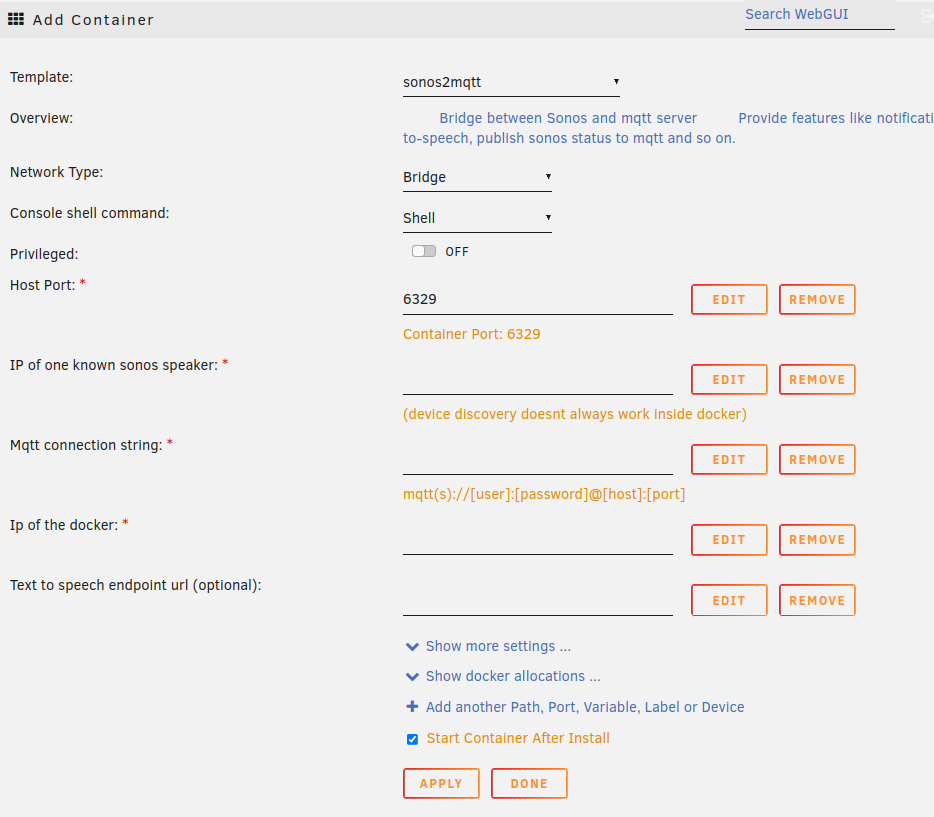 Add Container
Search WebGUI
Template:
sonos2mqtt
Overview:
Bridge between Sonos and mqtt server Provide features like
to-speech, publish sonos status to mqtt and so on.
Network Type:
Bridge
Console shell command:
Shell
Privileged:
OFF
Host Port: *
6329 EDIT REMOVE
Container Port: 6329
IP of one known sonos speaker: *
EDIT REMOVE
(device discovery doesnt always work inside docker)
Mqtt connection string: *
EDIT REMOVE
mqtt(s)://[user]:[password]@[host]:[port]
Ip of the docker: *
EDIT REMOVE
Text to speech endpoint url (optional):
EDIT REMOVE
Show more settings ...
Show docker allocations ...
Add another Path, Port, Variable, Label or Device
Start Container After Install
APPLY DONE